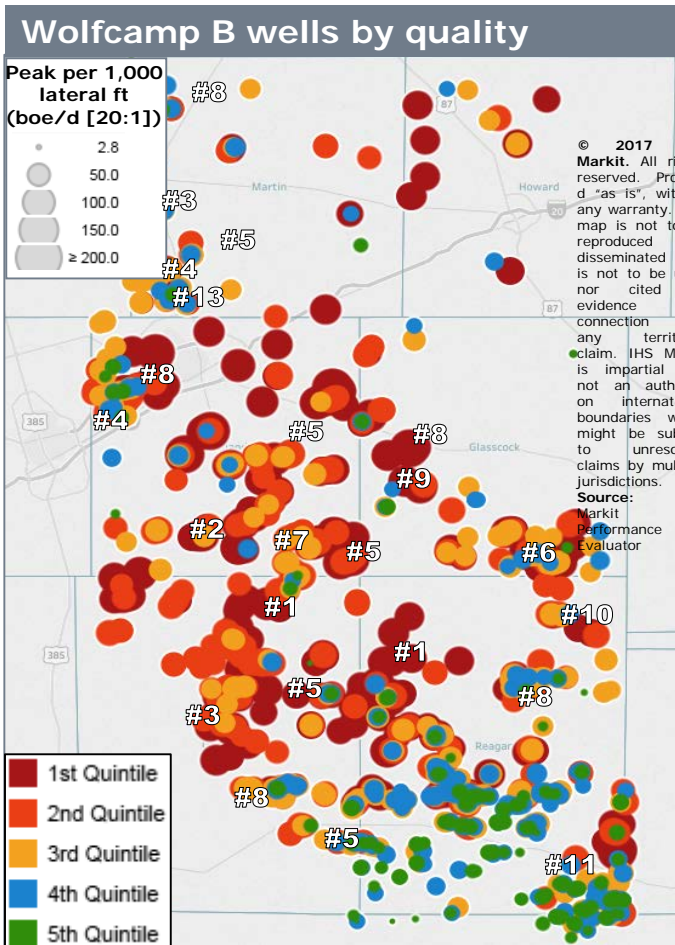 Wolfcamp B wells by quality
Peak per 1,000
lateral ft
(boe/d [20:1])
2.8
50.0
100.0
150.0
≥ 200.0
#8
87
Martin
Howard
20
#3
#5
#4
#13
87
© 2017
Markit. All ri
reserved. Pro
d "as is", wit
any warranty.
map is not to
reproduced
disseminated
is not to be
nor cited
evidence
connection
any territ
claim. IHS M
is impartial
not an auth
on internat
boundaries w
might be sub
to unreso
claims by mul
jurisdictions.
Source:
Markit
Performance
Evaluator
#8
385
#4
#5
#8
Glasscock
#9
#2
#7
#5
#6
#1
#10
385
#1
#5
#8
#3
Reagan
#8
#5
#11
1st Quintile
2nd Quintile
3rd Quintile
4th Quintile
5th Quintile